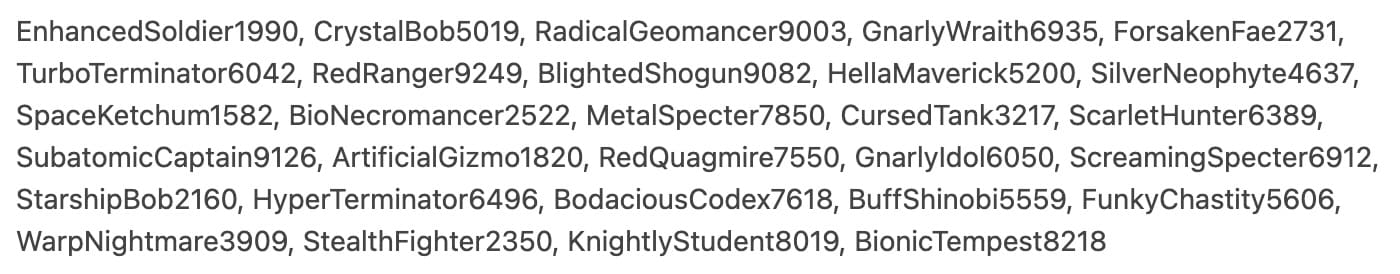 EnhancedSoldier1990, CrystalBob5019, RadicalGeomancer9003, GnarlyWraith6935, ForsakenFae2731,
TurboTerminator6042, RedRanger9249, BlightedShogun9082, HellaMaverick5200, SilverNeophyte4637,
SpaceKetchum1582, BioNecromancer2522, MetalSpecter7850, CursedTank3217, ScarletHunter6389,
SubatomicCaptain9126, ArtificialGizmo1820, RedQuagmire7550, GnarlyIdol6050, ScreamingSpecter6912,
StarshipBob2160, HyperTerminator6496, BodaciousCodex7618, BuffShinobi5559, FunkyChastity5606,
WarpNightmare3909, StealthFighter2350, KnightlyStudent8019, BionicTempest8218